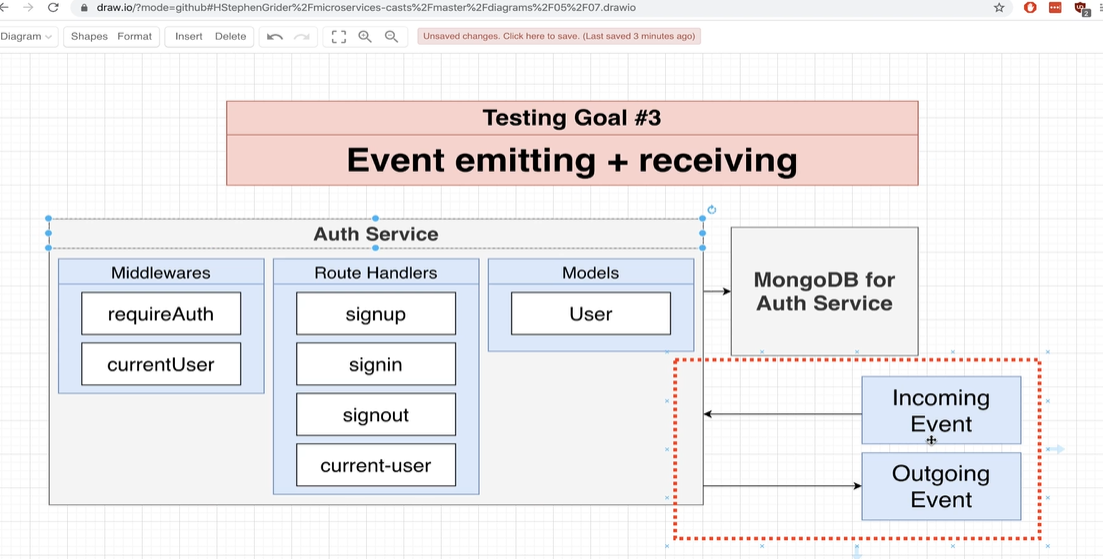 draw.io/?mode=github#HStephenGrider%2Fmicroservices-casts%2Fmaster%2Fdiagrams%2F05%2F07.drawio
2
Diagram Shapes Format Insert Delete Unsaved changes. Click here to save. (Last saved 3 minutes ago)
Testing Goal #3
Event emitting + receiving
Auth Service
Middlewares
requireAuth
currentUser
Route Handlers
signup
signin
signout
current-user
Models
User
MongoDB for
Auth Service
Incoming
Event
Outgoing
Event